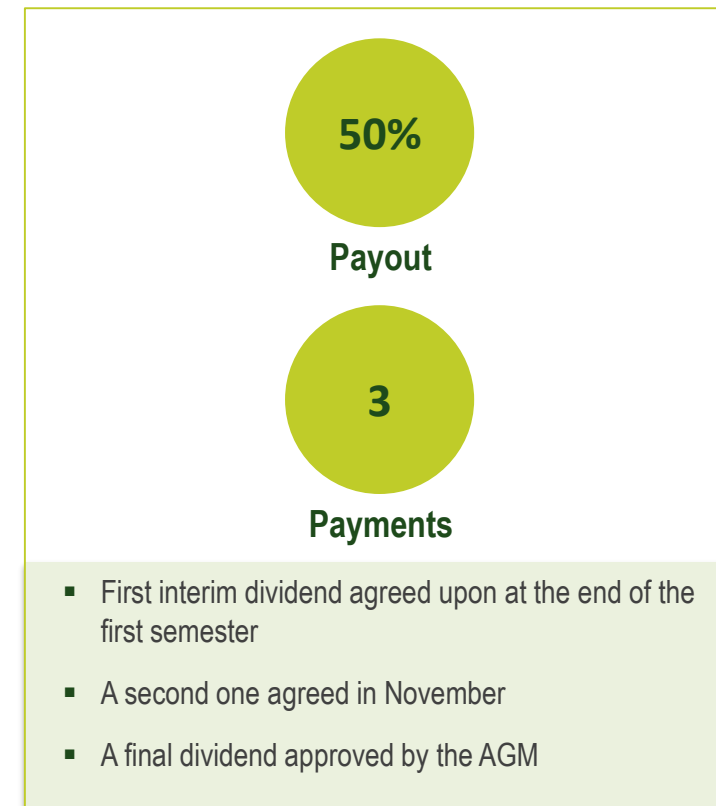 50%
Payout
3
Payments
▪ First interim dividend agreed upon at the end of the
first semester
▪ A second one agreed in November
▪ A final dividend approved by the AGM